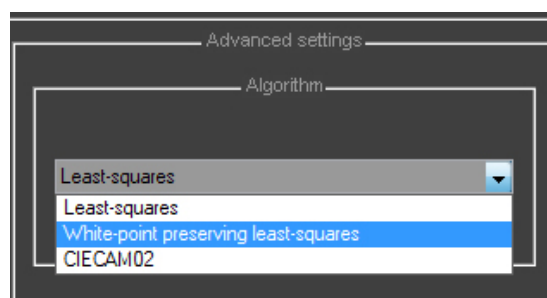 Advanced settings
Algorithm
Least-squares
Least-squares
White-point preserving least-squares
CIECAM02